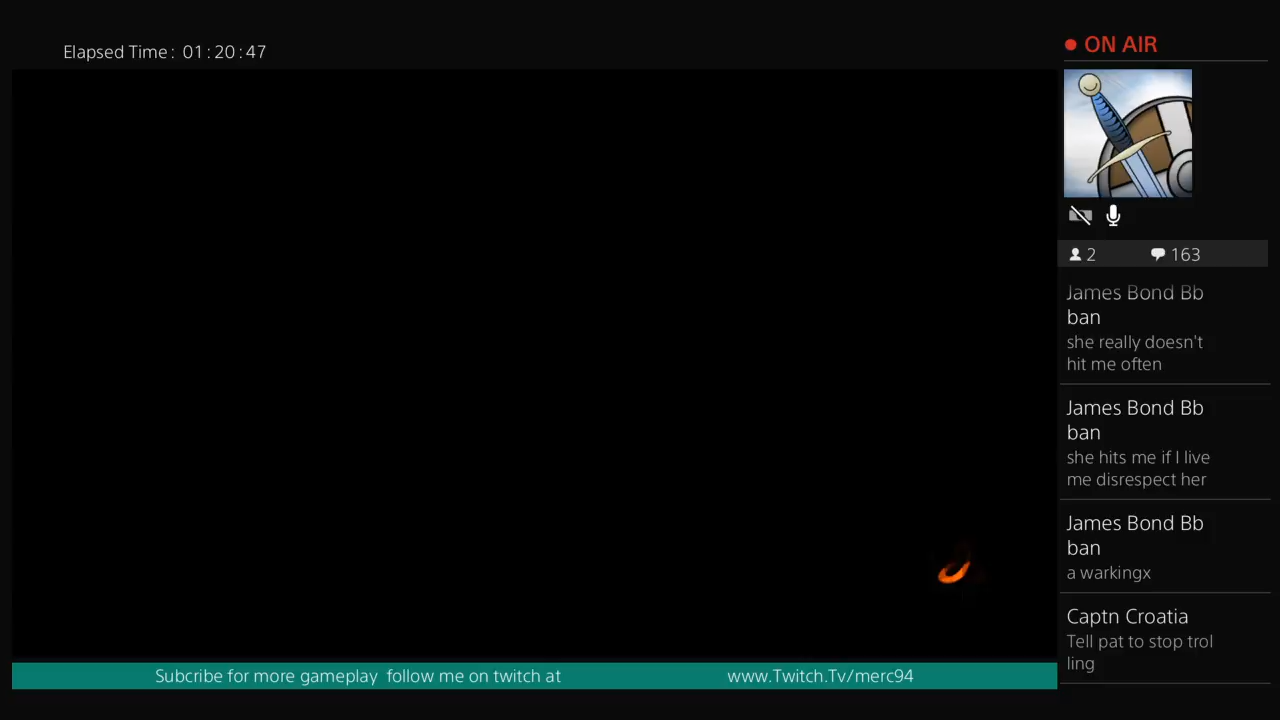 Elapsed Time: 01:20:47
ON AIR
2 163
James Bond Bb
ban
she really doesn't
hit me often
James Bond Bb
ban
she hits me if I live
me disrespect her
James Bond Bb
ban
a warkingx
Captn Croatia
Tell pat to stop trol
ling
Subcribe for more gameplay follow me on twitch at www.Twitch.Tv/merc94